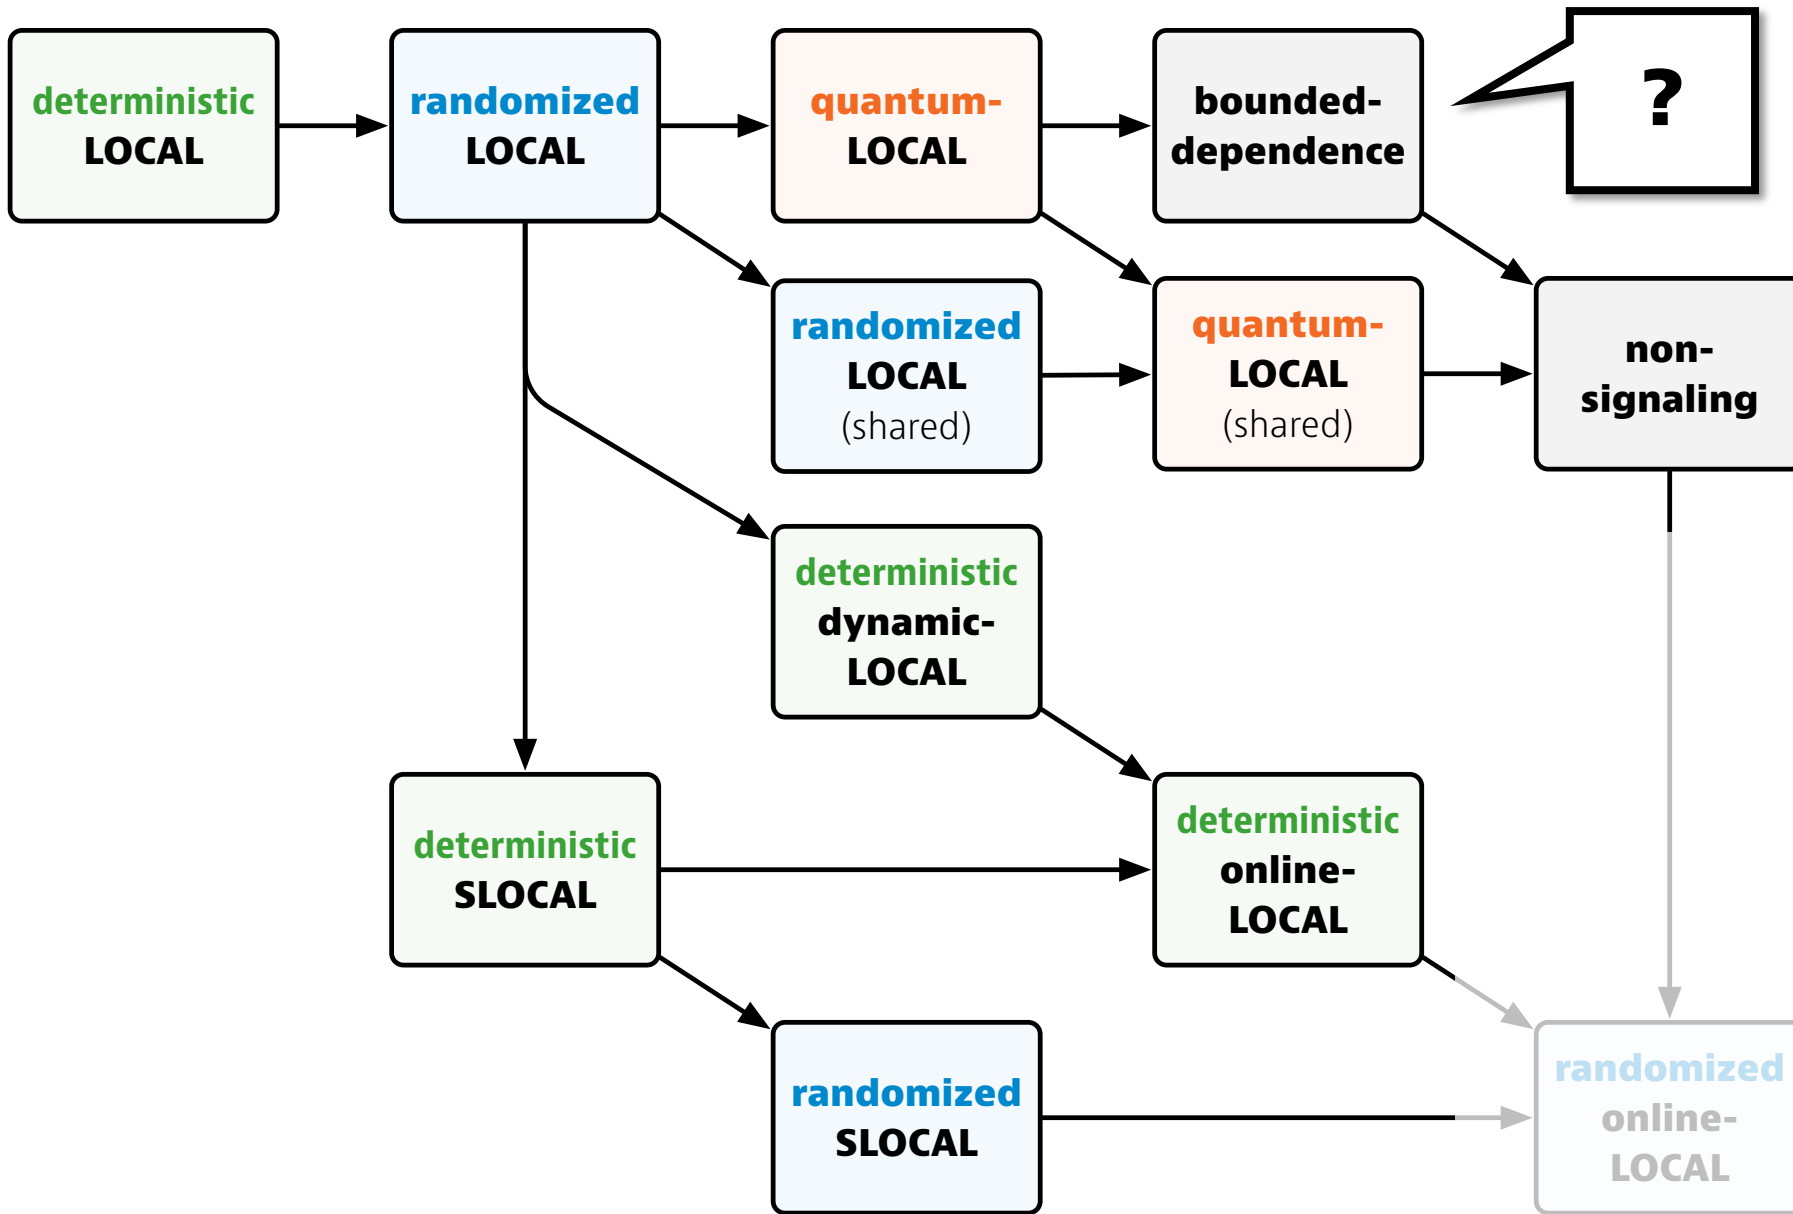 deterministic
LOCAL
randomized
LOCAL
quantum-
LOCAL
bounded-
dependence
?
randomized
LOCAL
(shared)
quantum-
LOCAL
(shared)
non-
signaling
deterministic
dynamic-
LOCAL
deterministic
SLOCAL
deterministic
online-
LOCAL
randomized
SLOCAL
randomized
online-
LOCAL